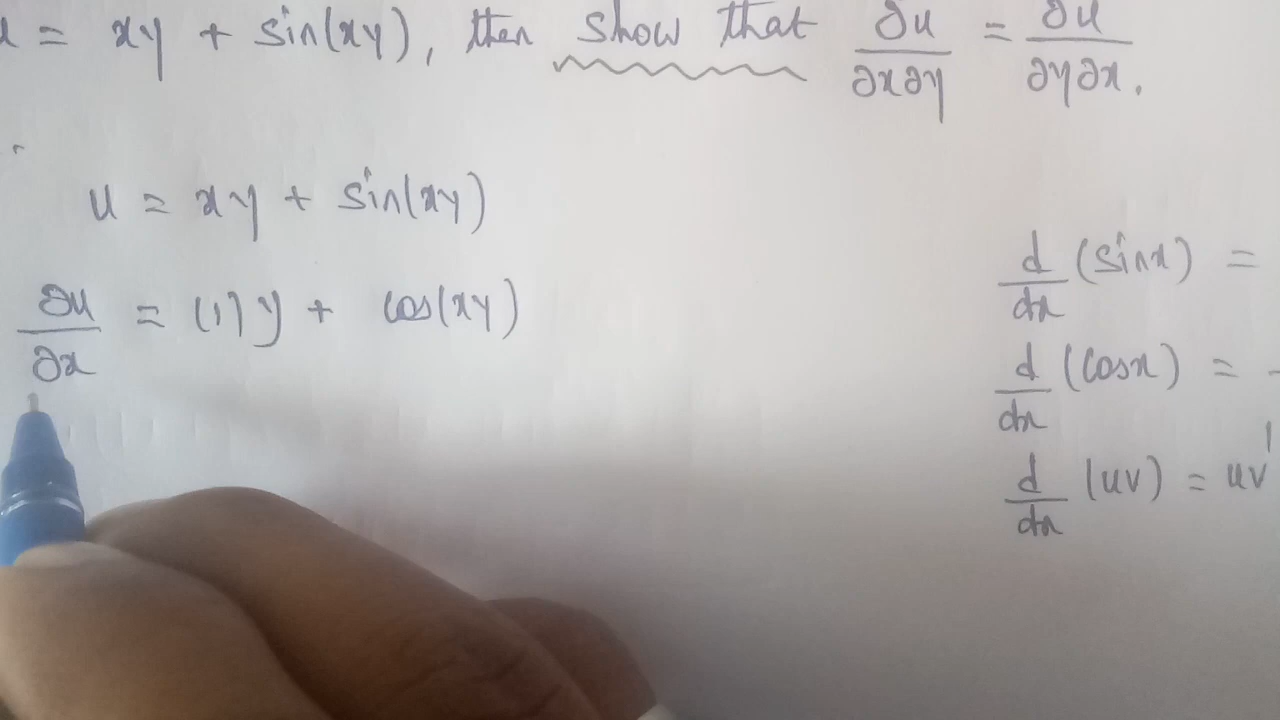 u = xy + sin(xy), then show that ∂u/∂x∂y = ∂u/∂y∂x.
u = xy + sin(xy)
∂u/∂x = (1)y + cos(xy)
d/dx (sinx) =
d/dx (cosx) = -
d/dx (uv) = uv'